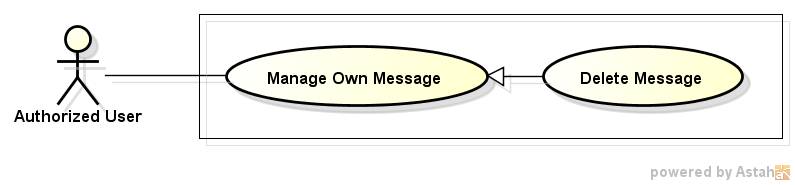 Manage Own Message
Delete Message
Authorized User
powered by Astah